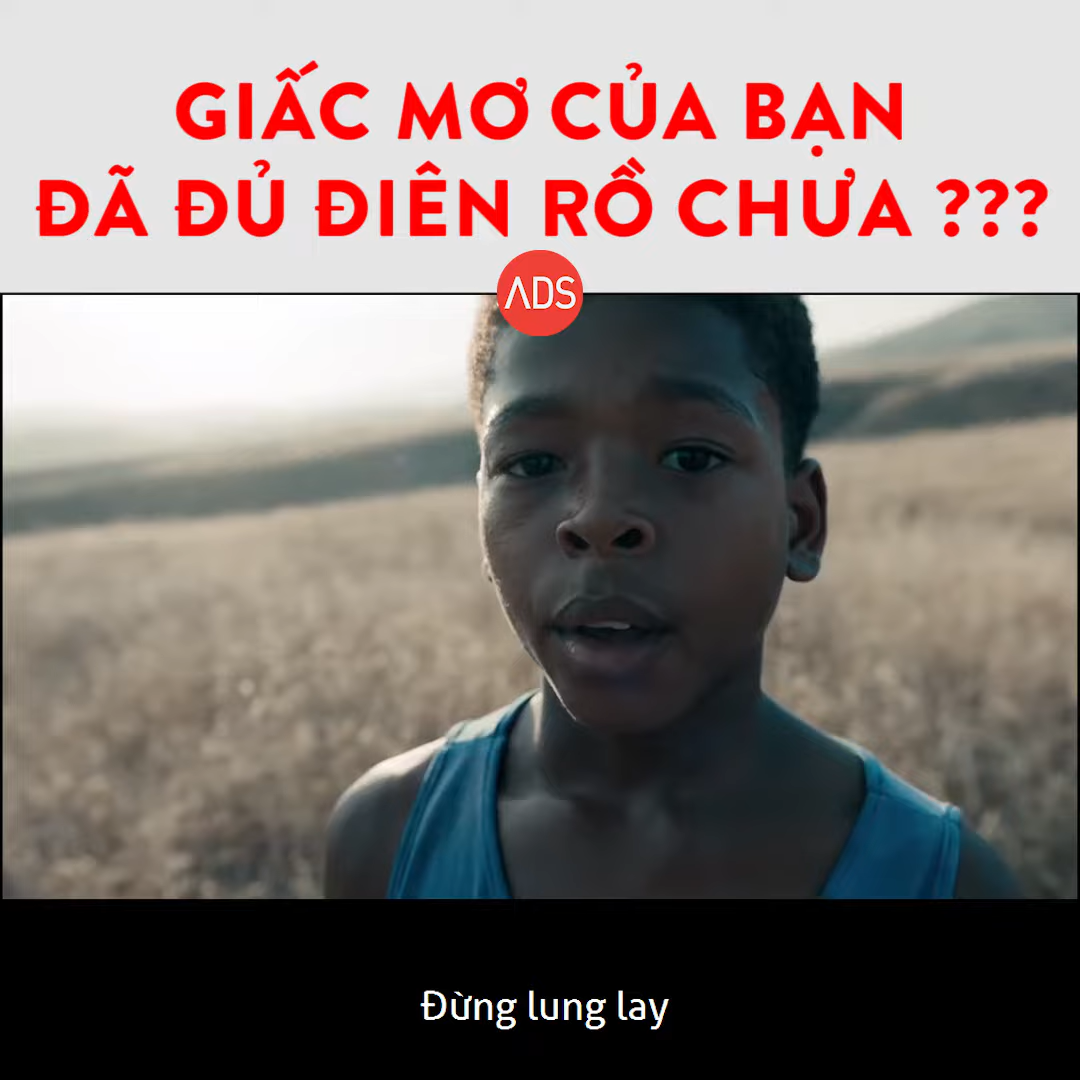 GIẤC MƠ CỦA BẠN
ĐÃ ĐỦ ĐIÊN RỒ CHƯA ???
ADS
Đừng lung lay